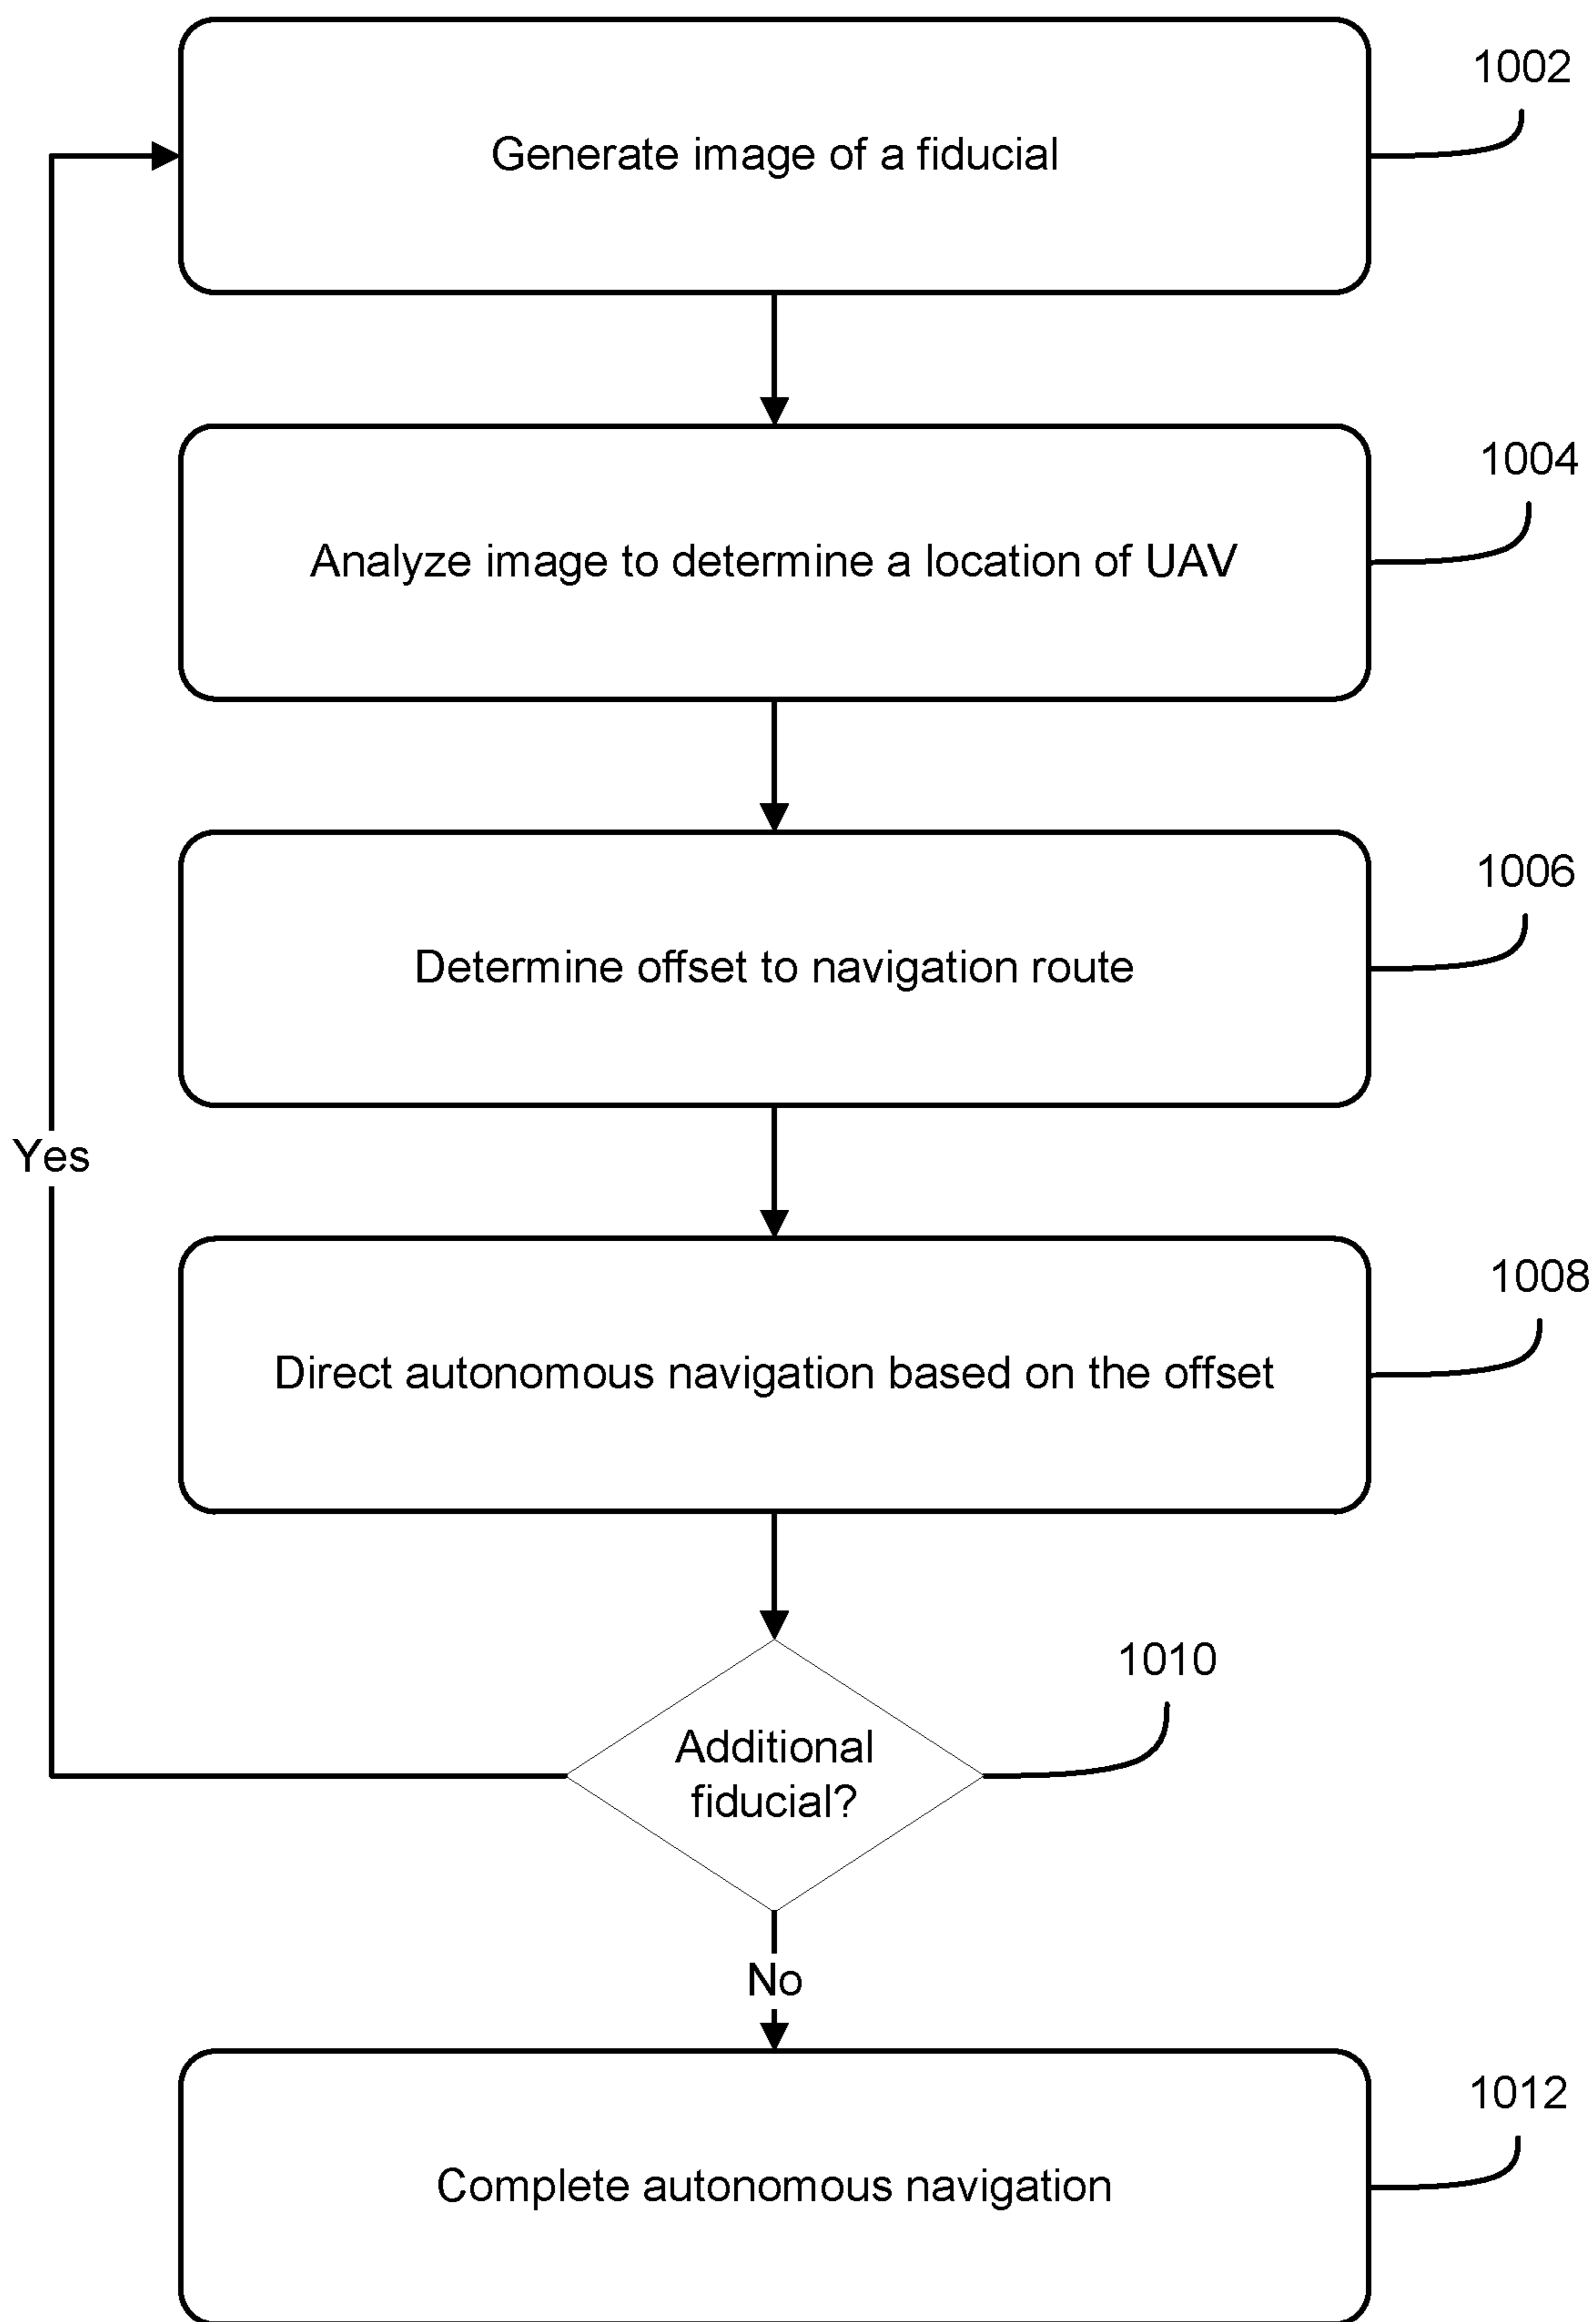 1002
Generate image of a fiducial
1004
Analyze image to determine a location of UAV
1006
Determine offset to navigation route
Yes
1008
Direct autonomous navigation based on the offset
1010
Additional
fiducial?
No
1012
Complete autonomous navigation